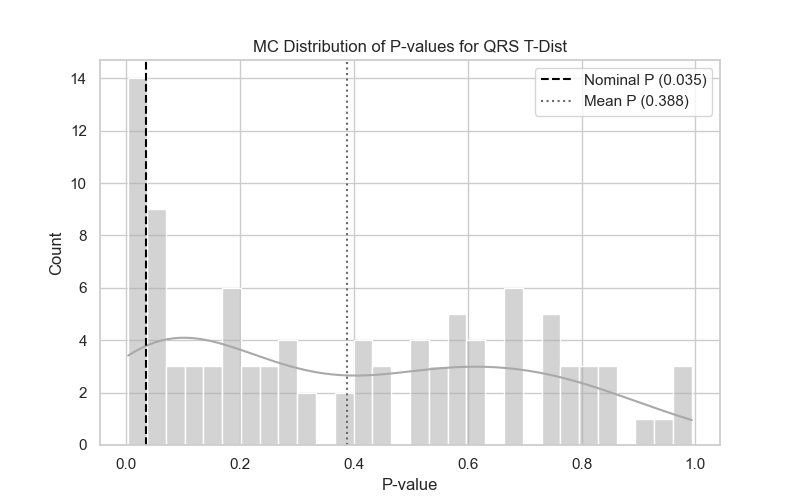 MC Distribution of P-values for QRS T-Dist
Nominal P (0.035)
Mean P (0.388)
Count
14
12
10
8
6
4
2
0
0.0 0.2 0.4 0.6 0.8 1.0
P-value